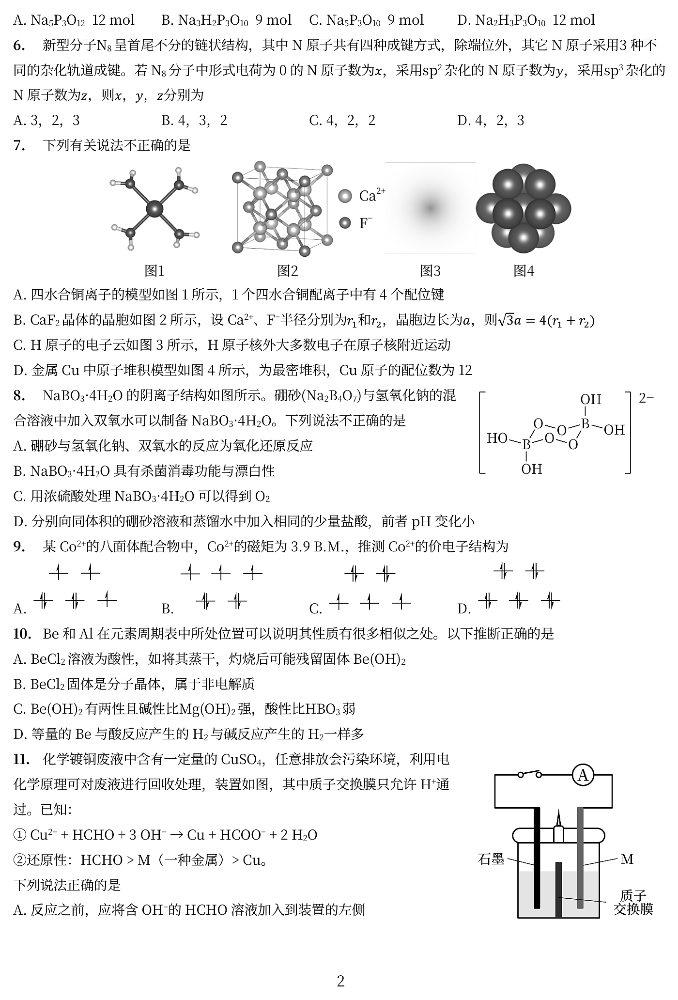 A. Na₅P₃O₁₂ 12 mol B. Na₃H₂P₃O₁₀ 9 mol C. Na₅P₃O₁₀ 9 mol D. Na₂H₃P₃O₁₀ 12 mol
6. 新型分子N₈呈首尾不分的链状结构，其中 N 原子共有四种成键方式，除端位外，其它 N 原子采用3 种不
同的杂化轨道成键。若 N₈分子中形式电荷为 0 的 N 原子数为x，采用sp²杂化的 N 原子数为y，采用sp³杂化的
N 原子数为z，则x，y，z分别为
A. 3，2，3 B. 4，3，2 C. 4，2，2 D. 4，2，3
7. 下列有关说法不正确的是
Ca²⁺
F⁻
图1 图2 图3 图4
A. 四水合铜离子的模型如图 1 所示，1 个四水合铜配离子中有 4 个配位键
B. CaF₂晶体的晶胞如图 2 所示，设 Ca²⁺、F⁻半径分别为r₁和r₂，晶胞边长为a，则√3a = 4(r₁ + r₂)
C. H 原子的电子云如图 3 所示，H 原子核外大多数电子在原子核附近运动
D. 金属 Cu 中原子堆积模型如图 4 所示，为最密堆积，Cu 原子的配位数为 12
8. NaBO₃·4H₂O 的阴离子结构如图所示。硼砂(Na₂B₄O₇)与氢氧化钠的混
合溶液中加入双氧水可以制备 NaBO₃·4H₂O。下列说法不正确的是
A. 硼砂与氢氧化钠、双氧水的反应为氧化还原反应
B. NaBO₃·4H₂O 具有杀菌消毒功能与漂白性
C. 用浓硫酸处理 NaBO₃·4H₂O 可以得到 O₂
D. 分别向同体积的硼砂溶液和蒸馏水中加入相同的少量盐酸，前者 pH 变化小
OH 2−
O O B OH
HO B O O
OH
9. 某 Co²⁺的八面体配合物中，Co²⁺的磁矩为 3.9 B.M.，推测 Co²⁺的价电子结构为
A. B. C. D.
10. Be 和 Al 在元素周期表中所处位置可以说明其性质有很多相似之处。以下推断正确的是
A. BeCl₂溶液为酸性，如将其蒸干，灼烧后可能残留固体 Be(OH)₂
B. BeCl₂固体是分子晶体，属于非电解质
C. Be(OH)₂有两性且碱性比Mg(OH)₂强，酸性比HBO₃弱
D. 等量的 Be 与酸反应产生的 H₂与碱反应产生的 H₂一样多
11. 化学镀铜废液中含有一定量的 CuSO₄，任意排放会污染环境，利用电
化学原理可对废液进行回收处理，装置如图，其中质子交换膜只允许 H⁺通
过。已知：
① Cu²⁺ + HCHO + 3 OH⁻ → Cu + HCOO⁻ + 2 H₂O
②还原性：HCHO > M（一种金属）> Cu。
下列说法正确的是
A. 反应之前，应将含 OH⁻的 HCHO 溶液加入到装置的左侧
A
石墨 M
质子
交换膜
2